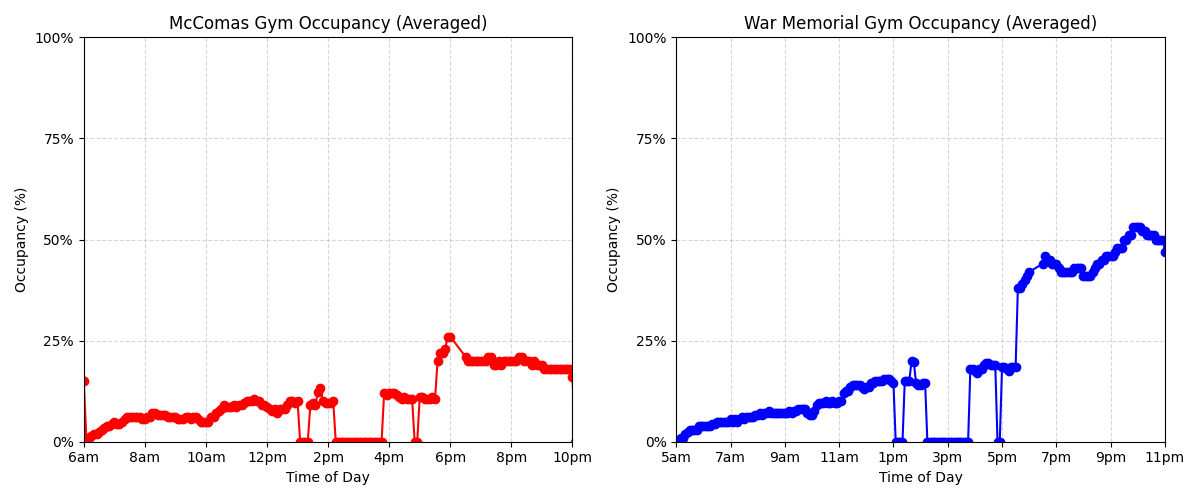 McComas Gym Occupancy (Averaged)
100%
75%
50%
25%
0%
Occupancy (%)
6am 8am 10am 12pm 2pm 4pm 6pm 8pm 10pm
Time of Day
War Memorial Gym Occupancy (Averaged)
100%
75%
50%
25%
0%
Occupancy (%)
5am 7am 9am 11am 1pm 3pm 5pm 7pm 9pm 11pm
Time of Day